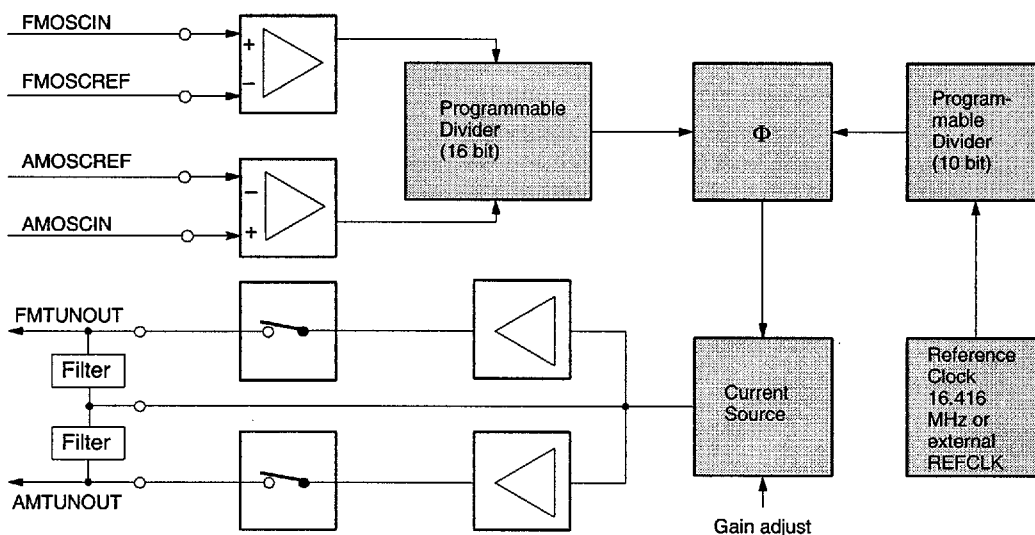 FMOSCIN
+
−
FMOSCREF
AMOSCREF
−
+
AMOSCIN
Programmable
Divider
(16 bit)
Φ
Program-
mable
Divider
(10 bit)
FMTUNOUT
Filter
Filter
AMTUNOUT
Current
Source
Reference
Clock
16.416
MHz or
external
REFCLK
Gain adjust